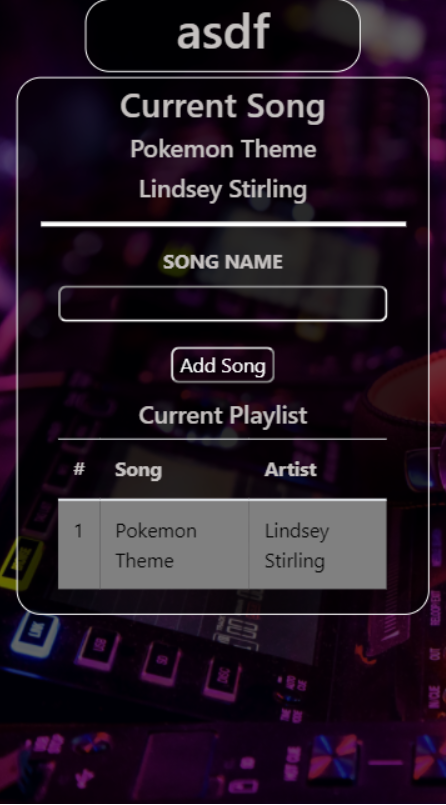 asdf
Current Song
Pokemon Theme
Lindsey Stirling
SONG NAME
Add Song
Current Playlist
# Song Artist
1 Pokemon Theme Lindsey Stirling
LINK